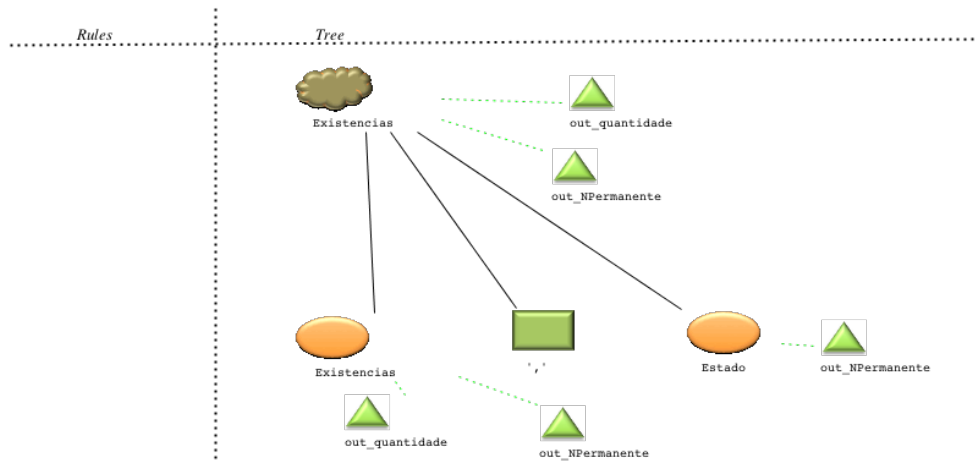 Rules
Tree
Existencias
out_quantidade
out_NPermanente
Existencias
','
Estado
out_NPermanente
out_quantidade
out_NPermanente